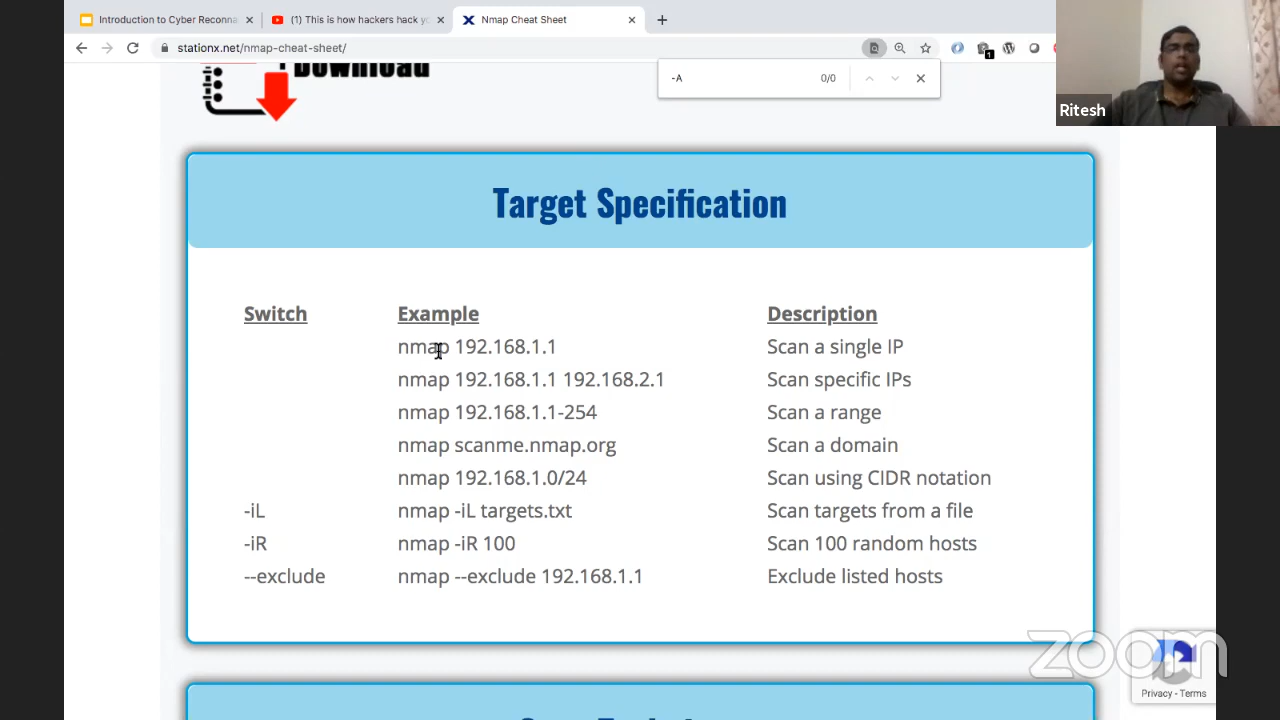 Introduction to Cyber Reconna
(1) This is how hackers hack yo
Nmap Cheat Sheet
stationx.net/nmap-cheat-sheet/
1
-A
0/0
Ritesh
Download
Target Specification
Switch Example Description
nmap 192.168.1.1 Scan a single IP
nmap 192.168.1.1 192.168.2.1 Scan specific IPs
nmap 192.168.1.1-254 Scan a range
nmap scanme.nmap.org Scan a domain
nmap 192.168.1.0/24 Scan using CIDR notation
-iL nmap -iL targets.txt Scan targets from a file
-iR nmap -iR 100 Scan 100 random hosts
--exclude nmap --exclude 192.168.1.1 Exclude listed hosts
zoom
Privacy - Terms